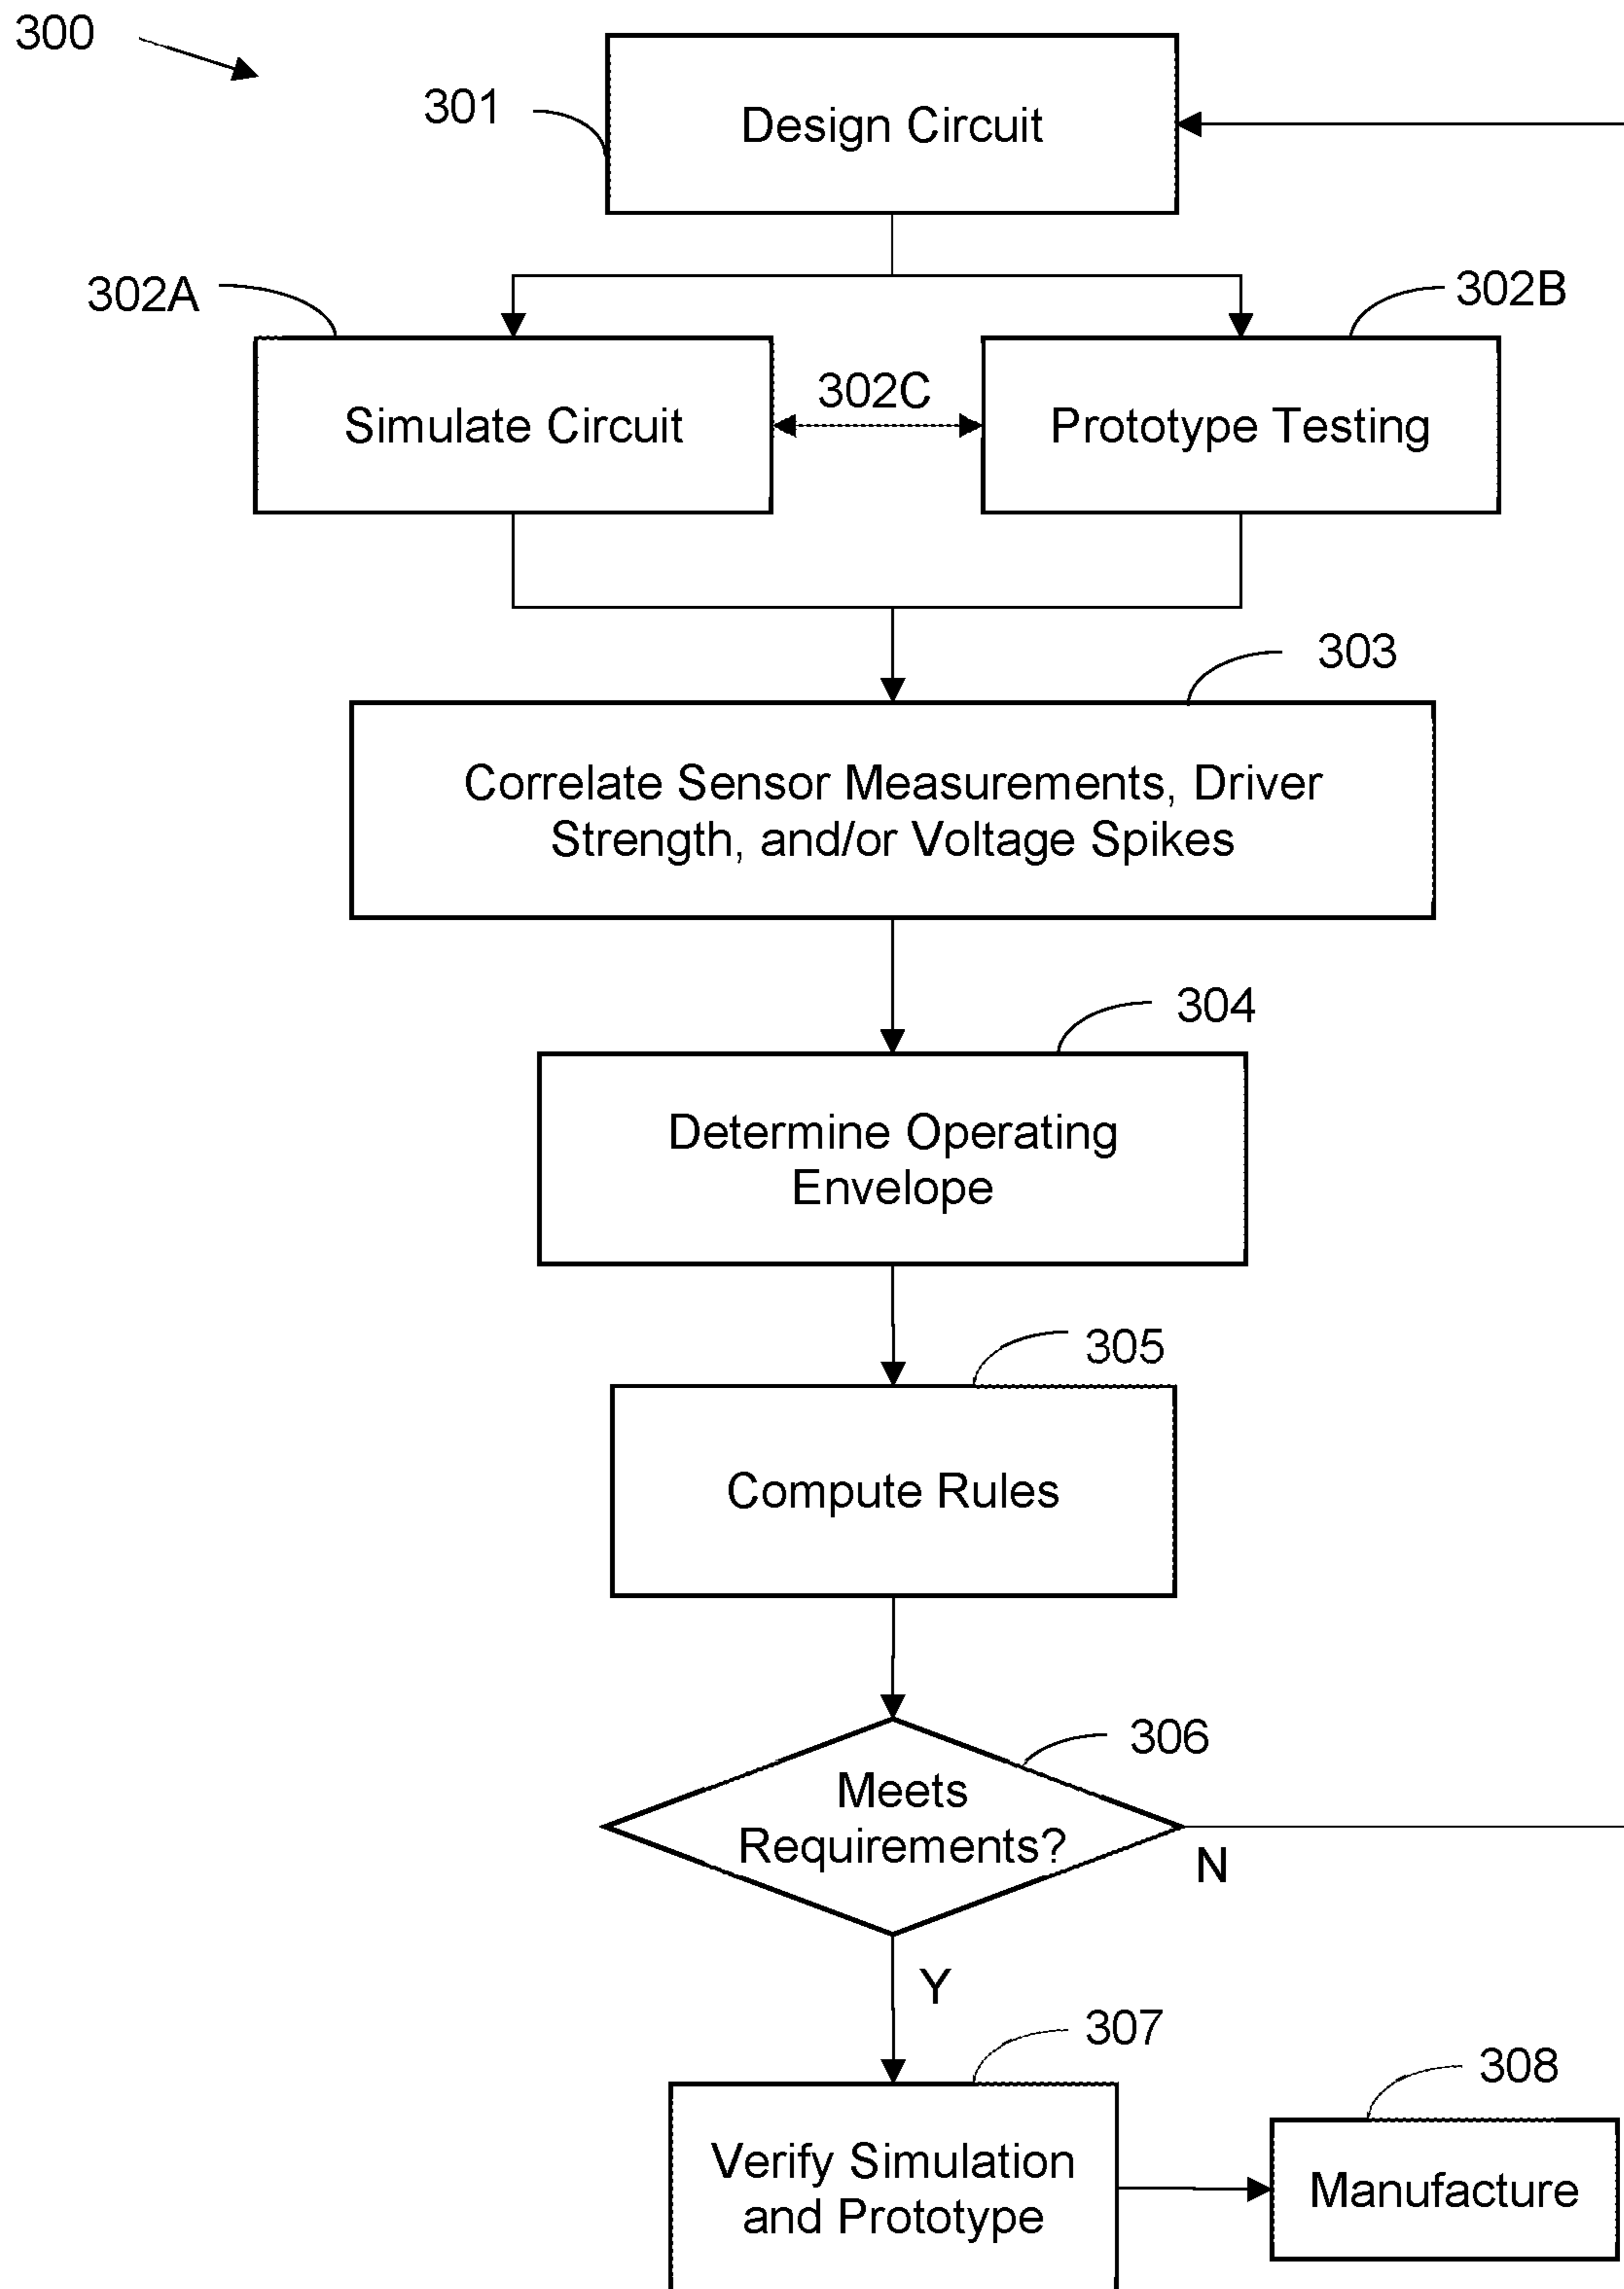 300
301
Design Circuit
302A
302B
302C
Simulate Circuit
Prototype Testing
303
Correlate Sensor Measurements, Driver
Strength, and/or Voltage Spikes
304
Determine Operating
Envelope
305
Compute Rules
306
Meets
Requirements?
N
Y
307
308
Verify Simulation
and Prototype
Manufacture